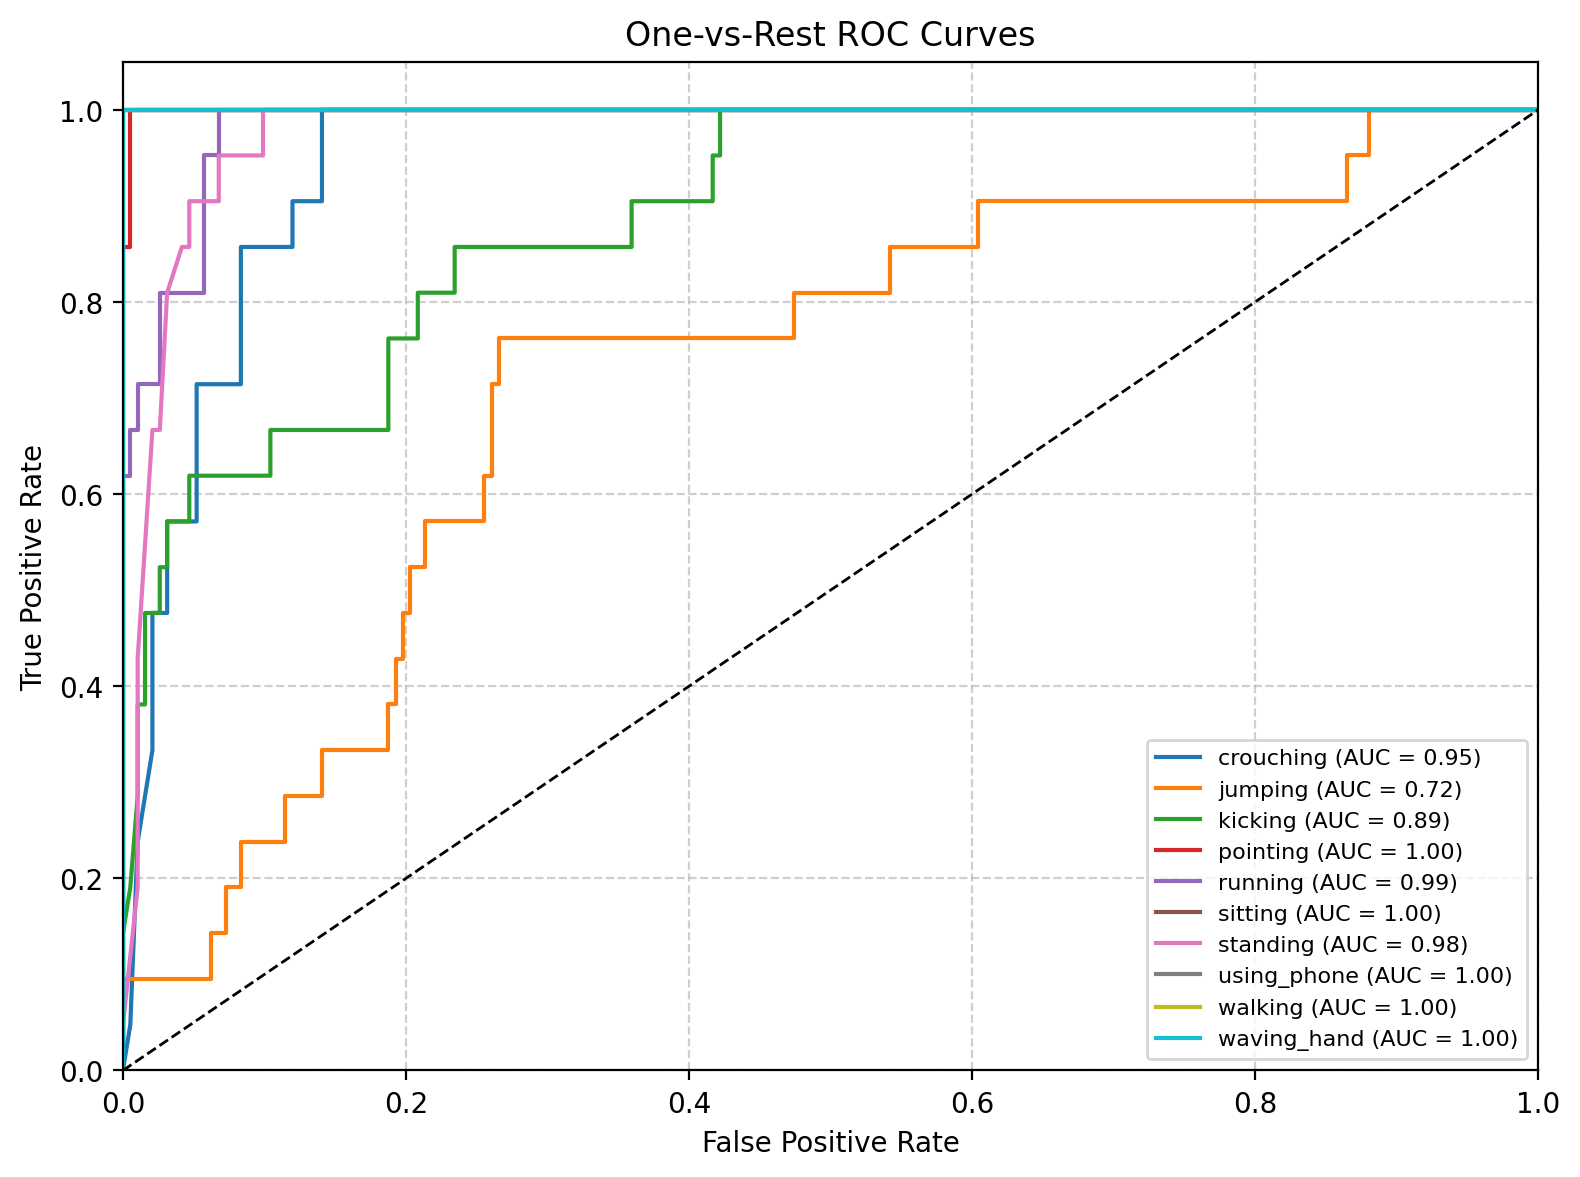 One-vs-Rest ROC Curves
1.0
0.8
0.6
0.4
0.2
0.0
True Positive Rate
0.0 0.2 0.4 0.6 0.8 1.0
False Positive Rate
crouching (AUC = 0.95)
jumping (AUC = 0.72)
kicking (AUC = 0.89)
pointing (AUC = 1.00)
running (AUC = 0.99)
sitting (AUC = 1.00)
standing (AUC = 0.98)
using_phone (AUC = 1.00)
walking (AUC = 1.00)
waving_hand (AUC = 1.00)